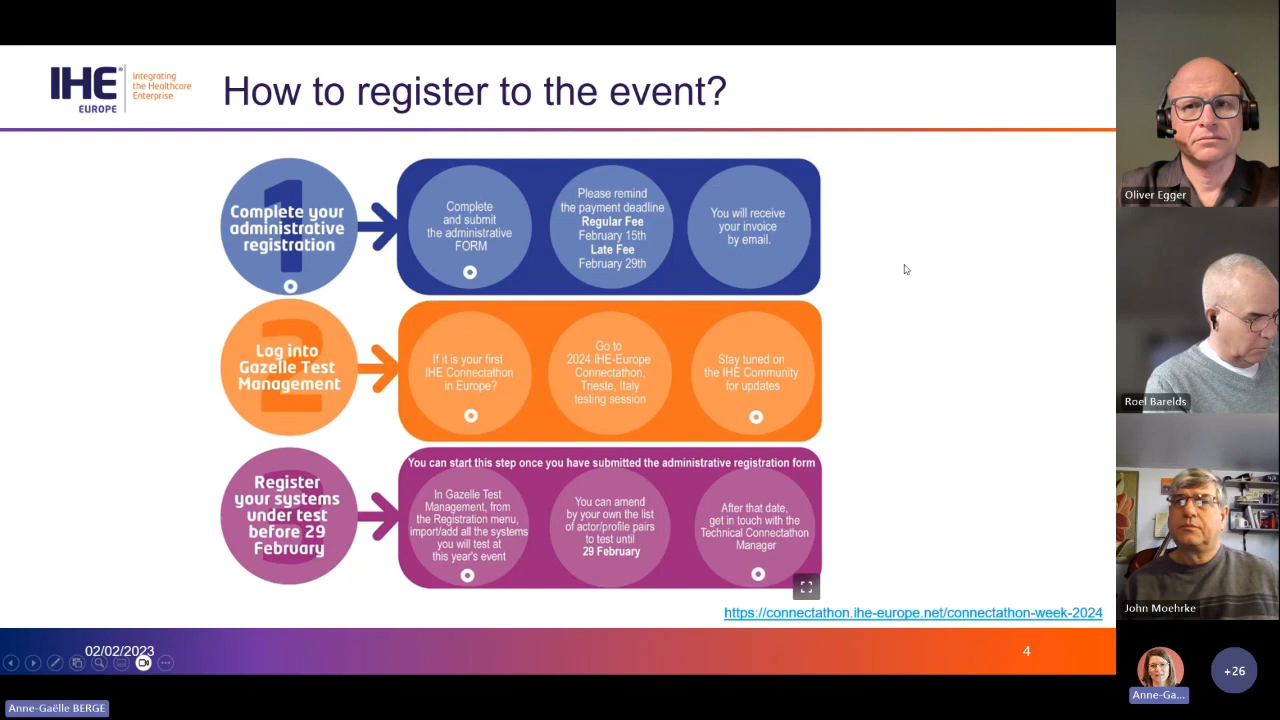 IHE
EUROPE
Integrating
the Healthcare
Enterprise
How to register to the event?
1
Complete your
administrative
registration
Complete
and submit
the administrative
FORM
Please remind
the payment deadline
Regular Fee
February 15th
Late Fee
February 29th
You will receive
your invoice
by email.
2
Log into
Gazelle Test
Management
If it is your first
IHE Connectathon
in Europe?
Go to
2024 IHE-Europe
Connectathon,
Trieste, Italy
testing session
Stay tuned on
the IHE Community
for updates
3
Register
your systems
under test
before 29
February
You can start this step once you have submitted the administrative registration form
In Gazelle Test
Management, from
the Registration menu,
import/add all the systems
you will test at
this year's event
You can amend
by your own the list
of actor/profile pairs
to test until
29 February
After that date,
get in touch with the
Technical Connectathon
Manager
https://connectathon.ihe-europe.net/connectathon-week-2024
02/02/2023
4
Anne-Gaëlle BERGE
Oliver Egger
Roel Barelds
John Moehrke
Anne-Ga...
+26